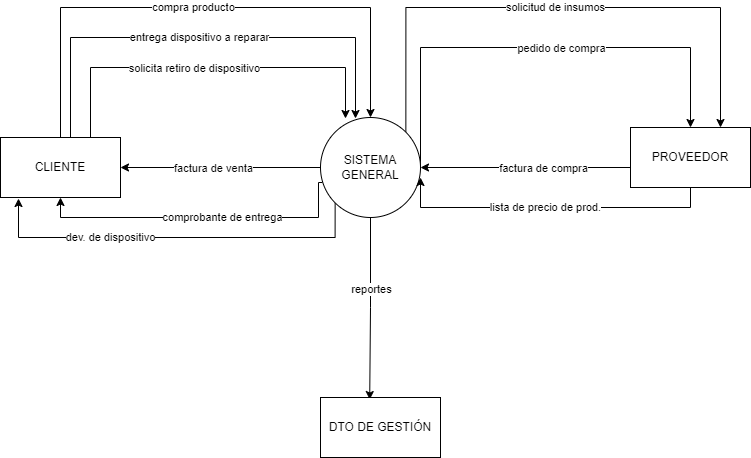 compra producto
solicitud de insumos
entrega dispositivo a reparar
pedido de compra
solicita retiro de dispositivo
CLIENTE
SISTEMA
GENERAL
PROVEEDOR
factura de venta
factura de compra
comprobante de entrega
lista de precio de prod.
dev. de dispositivo
reportes
DTO DE GESTIÓN